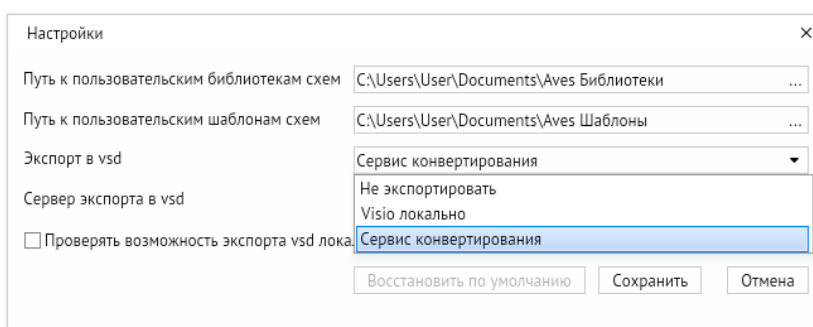 Настройки
Путь к пользовательским библиотекам схем C:\Users\User\Documents\Aves Библиотеки ...
Путь к пользовательским шаблонам схем C:\Users\User\Documents\Aves Шаблоны ...
Экспорт в vsd Сервис конвертирования
Не экспортировать
Сервер экспорта в vsd
Visio локально
Проверять возможность экспорта vsd лока Сервис конвертирования
Восстановить по умолчанию Сохранить Отмена